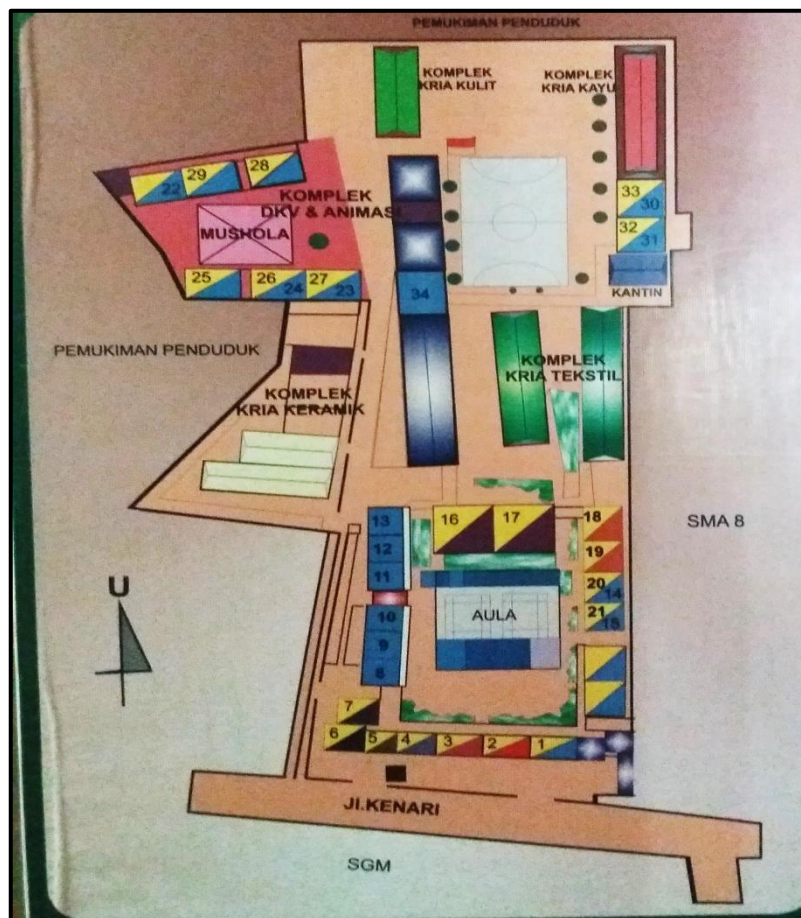 PEMUKIMAN PENDUDUK
KOMPLEK
KRIA KULIT
KOMPLEK
KRIA KAYU
28
29
22
33
30
KOMPLEK
DKV & ANIMASI
MUSHOLA
32
31
25
26
24
27
23
34
KANTIN
PEMUKIMAN PENDUDUK
KOMPLEK
KRIA TEKSTIL
KOMPLEK
KRIA KERAMIK
13
16
17
18
SMA 8
12
19
11
20
14
U
10
AULA
21
15
9
8
7
6
5
4
3
2
1
Jl.KENARI
SGM